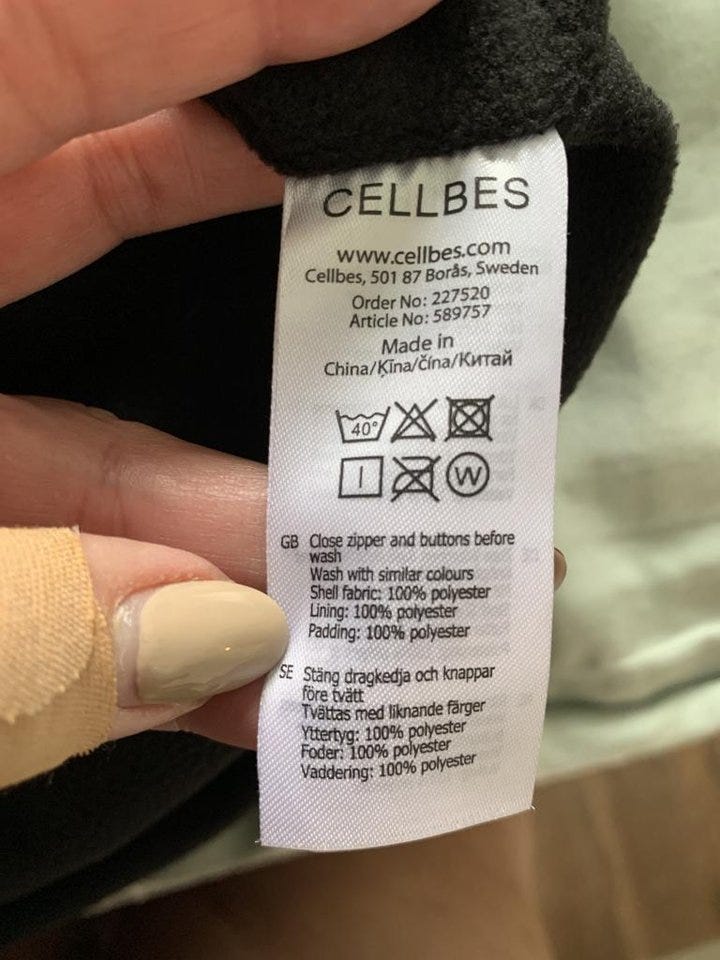 CELLBES
www.cellbes.com
Cellbes, 501 87 Borås, Sweden
Order No: 227520
Article No: 589757
Made in
China/Ķīna/čína/Китай
40°
W
GB Close zipper and buttons before
wash
Wash with similar colours
Shell fabric: 100% polyester
Lining: 100% polyester
Padding: 100% polyester
SE Stäng dragkedja och knappar
före tvätt
Tvättas med liknande färger
Yttertyg: 100% polyester
Foder: 100% polyester
Vaddering: 100% polyester